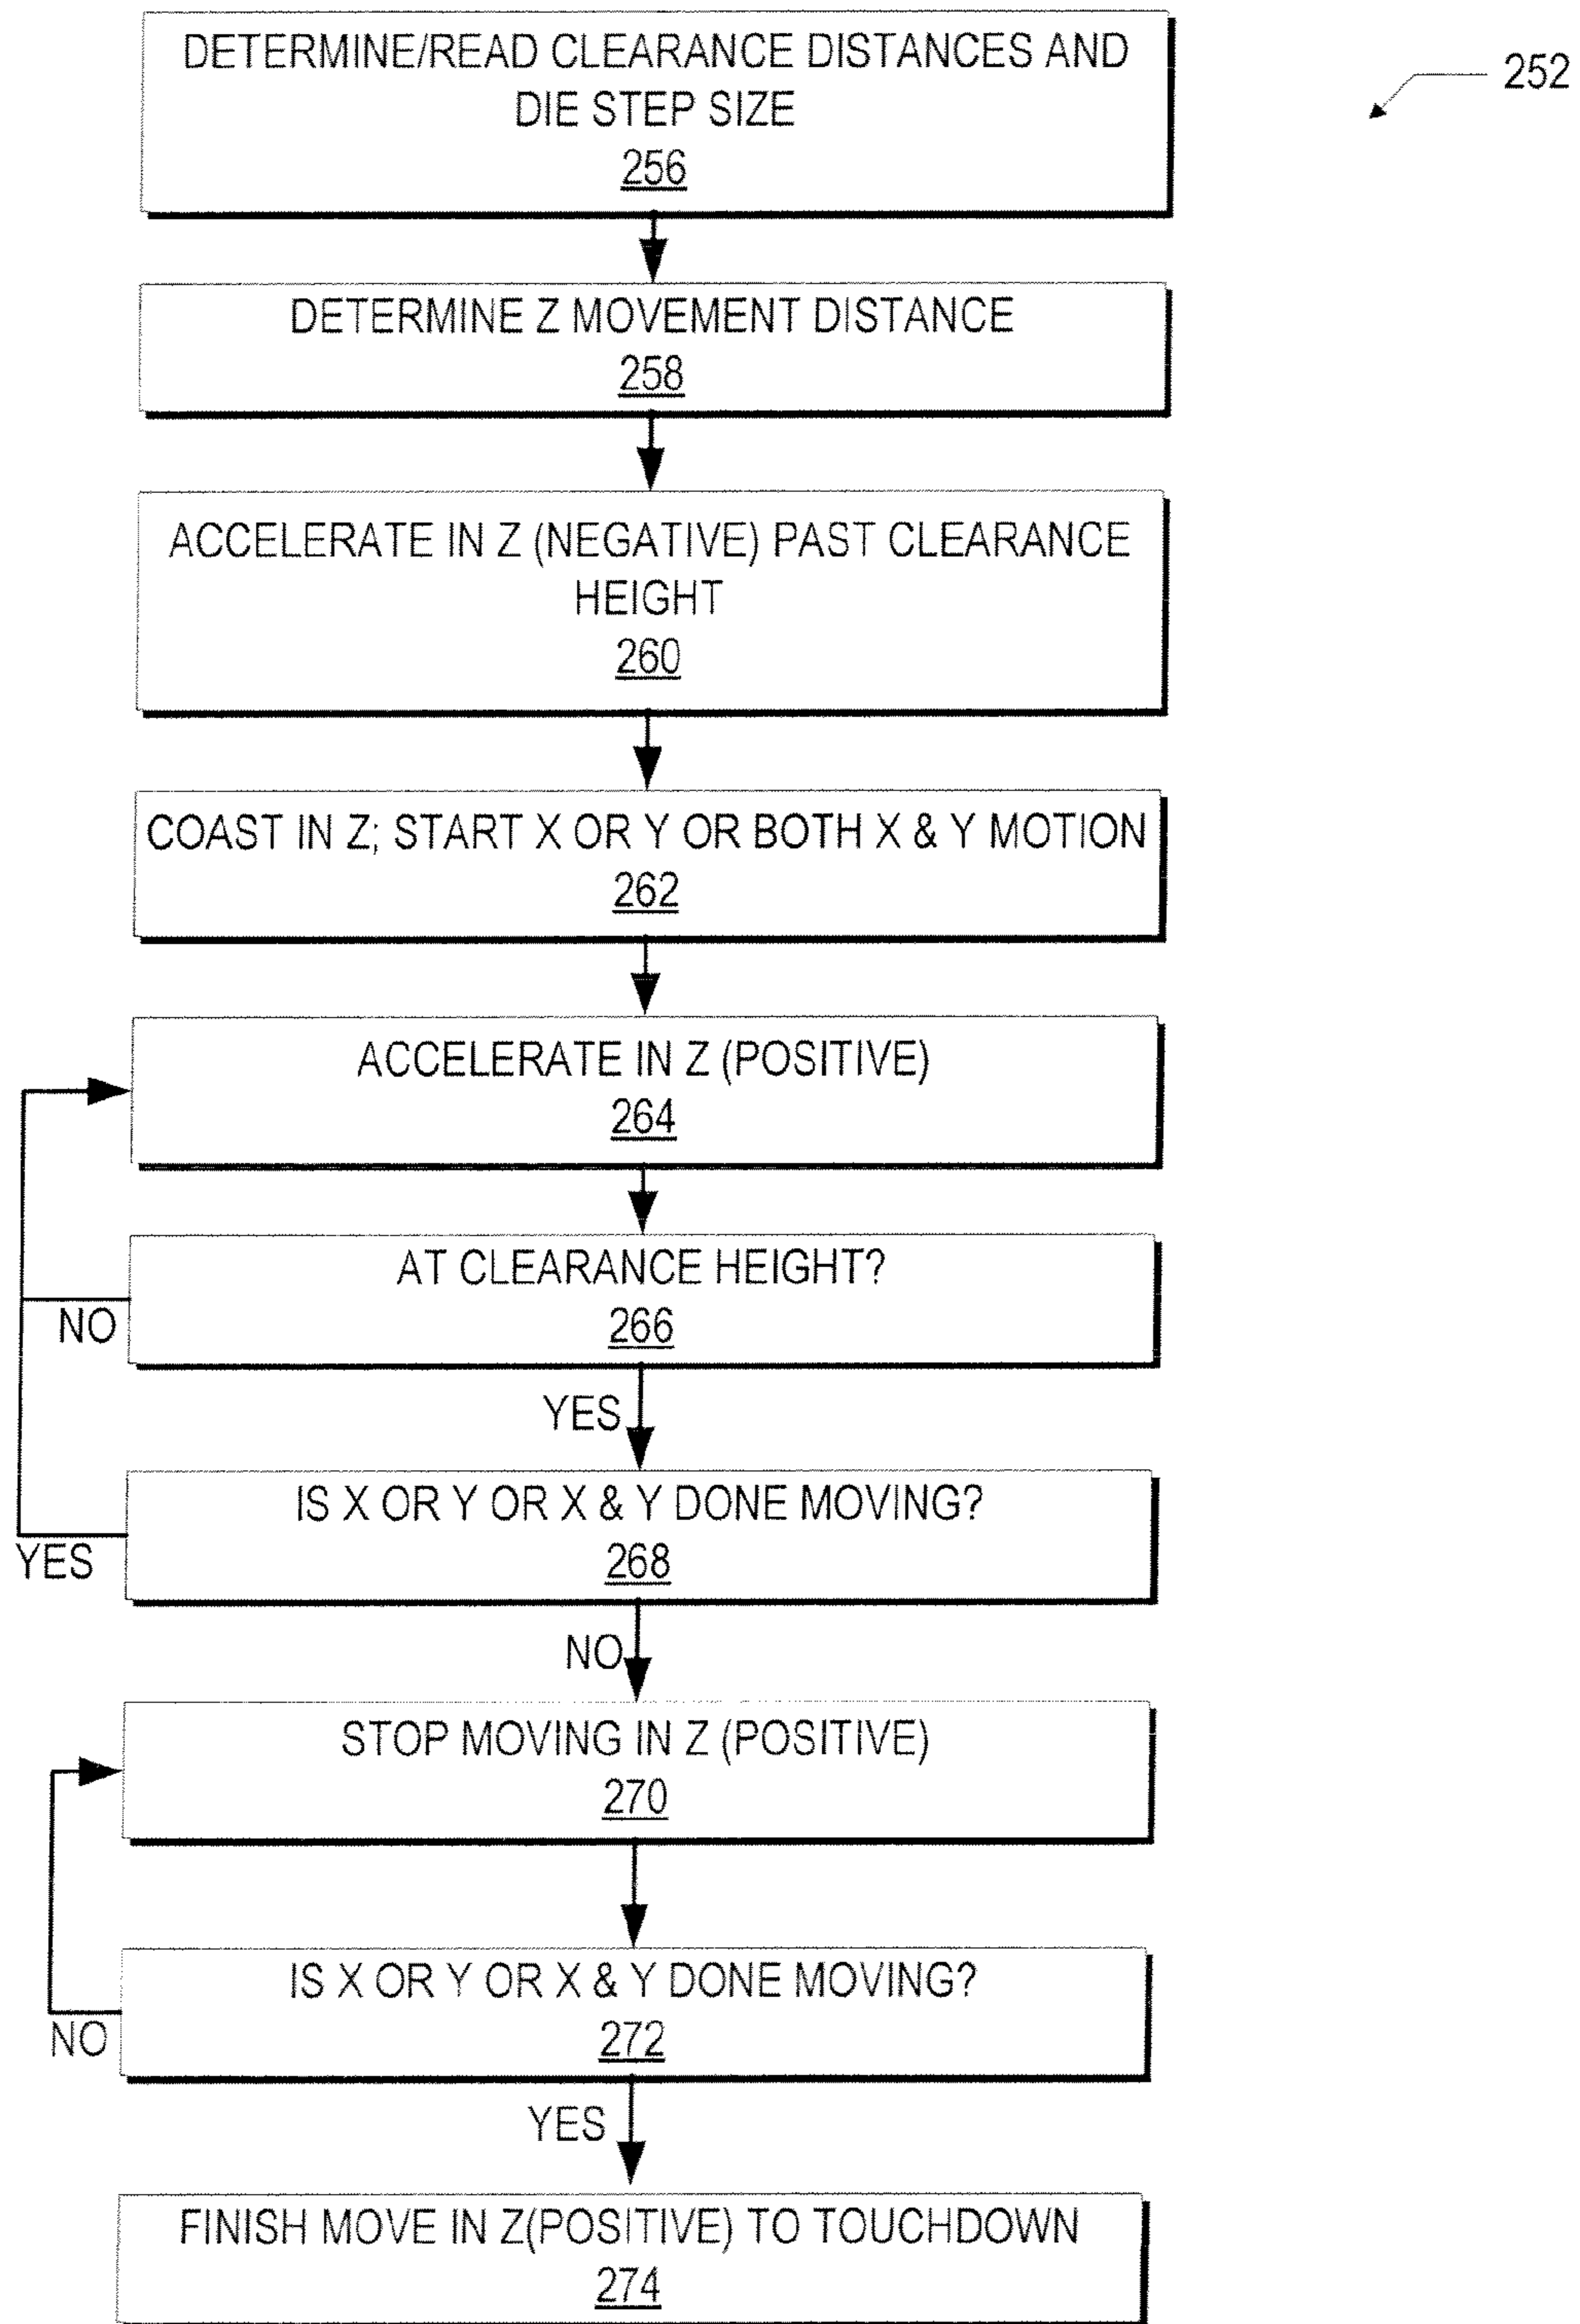 252
DETERMINE/READ CLEARANCE DISTANCES AND
DIE STEP SIZE
256
DETERMINE Z MOVEMENT DISTANCE
258
ACCELERATE IN Z (NEGATIVE) PAST CLEARANCE
HEIGHT
260
COAST IN Z; START X OR Y OR BOTH X & Y MOTION
262
ACCELERATE IN Z (POSITIVE)
264
AT CLEARANCE HEIGHT?
266
NO
YES
IS X OR Y OR X & Y DONE MOVING?
268
YES
NO
STOP MOVING IN Z (POSITIVE)
270
IS X OR Y OR X & Y DONE MOVING?
272
NO
YES
FINISH MOVE IN Z(POSITIVE) TO TOUCHDOWN
274